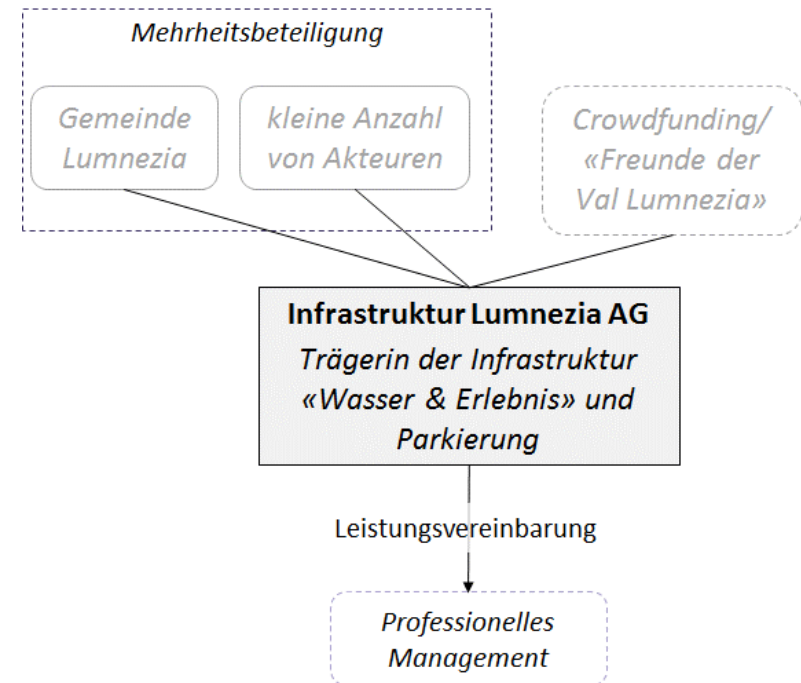 Mehrheitsbeteiligung
Gemeinde
Lumnezia
kleine Anzahl
von Akteuren
Crowdfunding/
«Freunde der
Val Lumnezia»
Infrastruktur Lumnezia AG
Trägerin der Infrastruktur
«Wasser & Erlebnis» und
Parkierung
Leistungsvereinbarung
Professionelles
Management